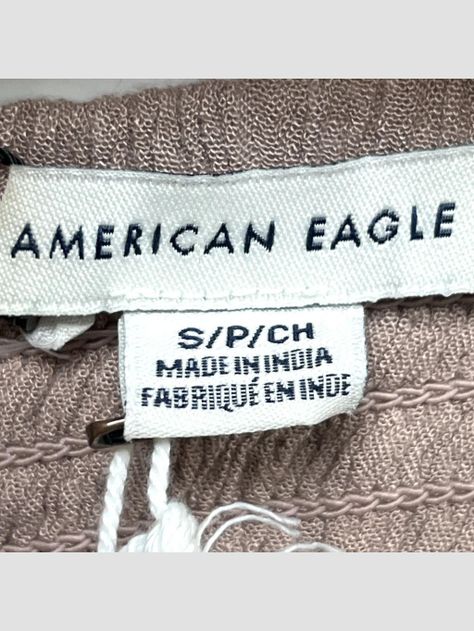 AMERICAN EAGLE
S/P/CH
MADE IN INDIA
FABRIQUÉ EN INDE